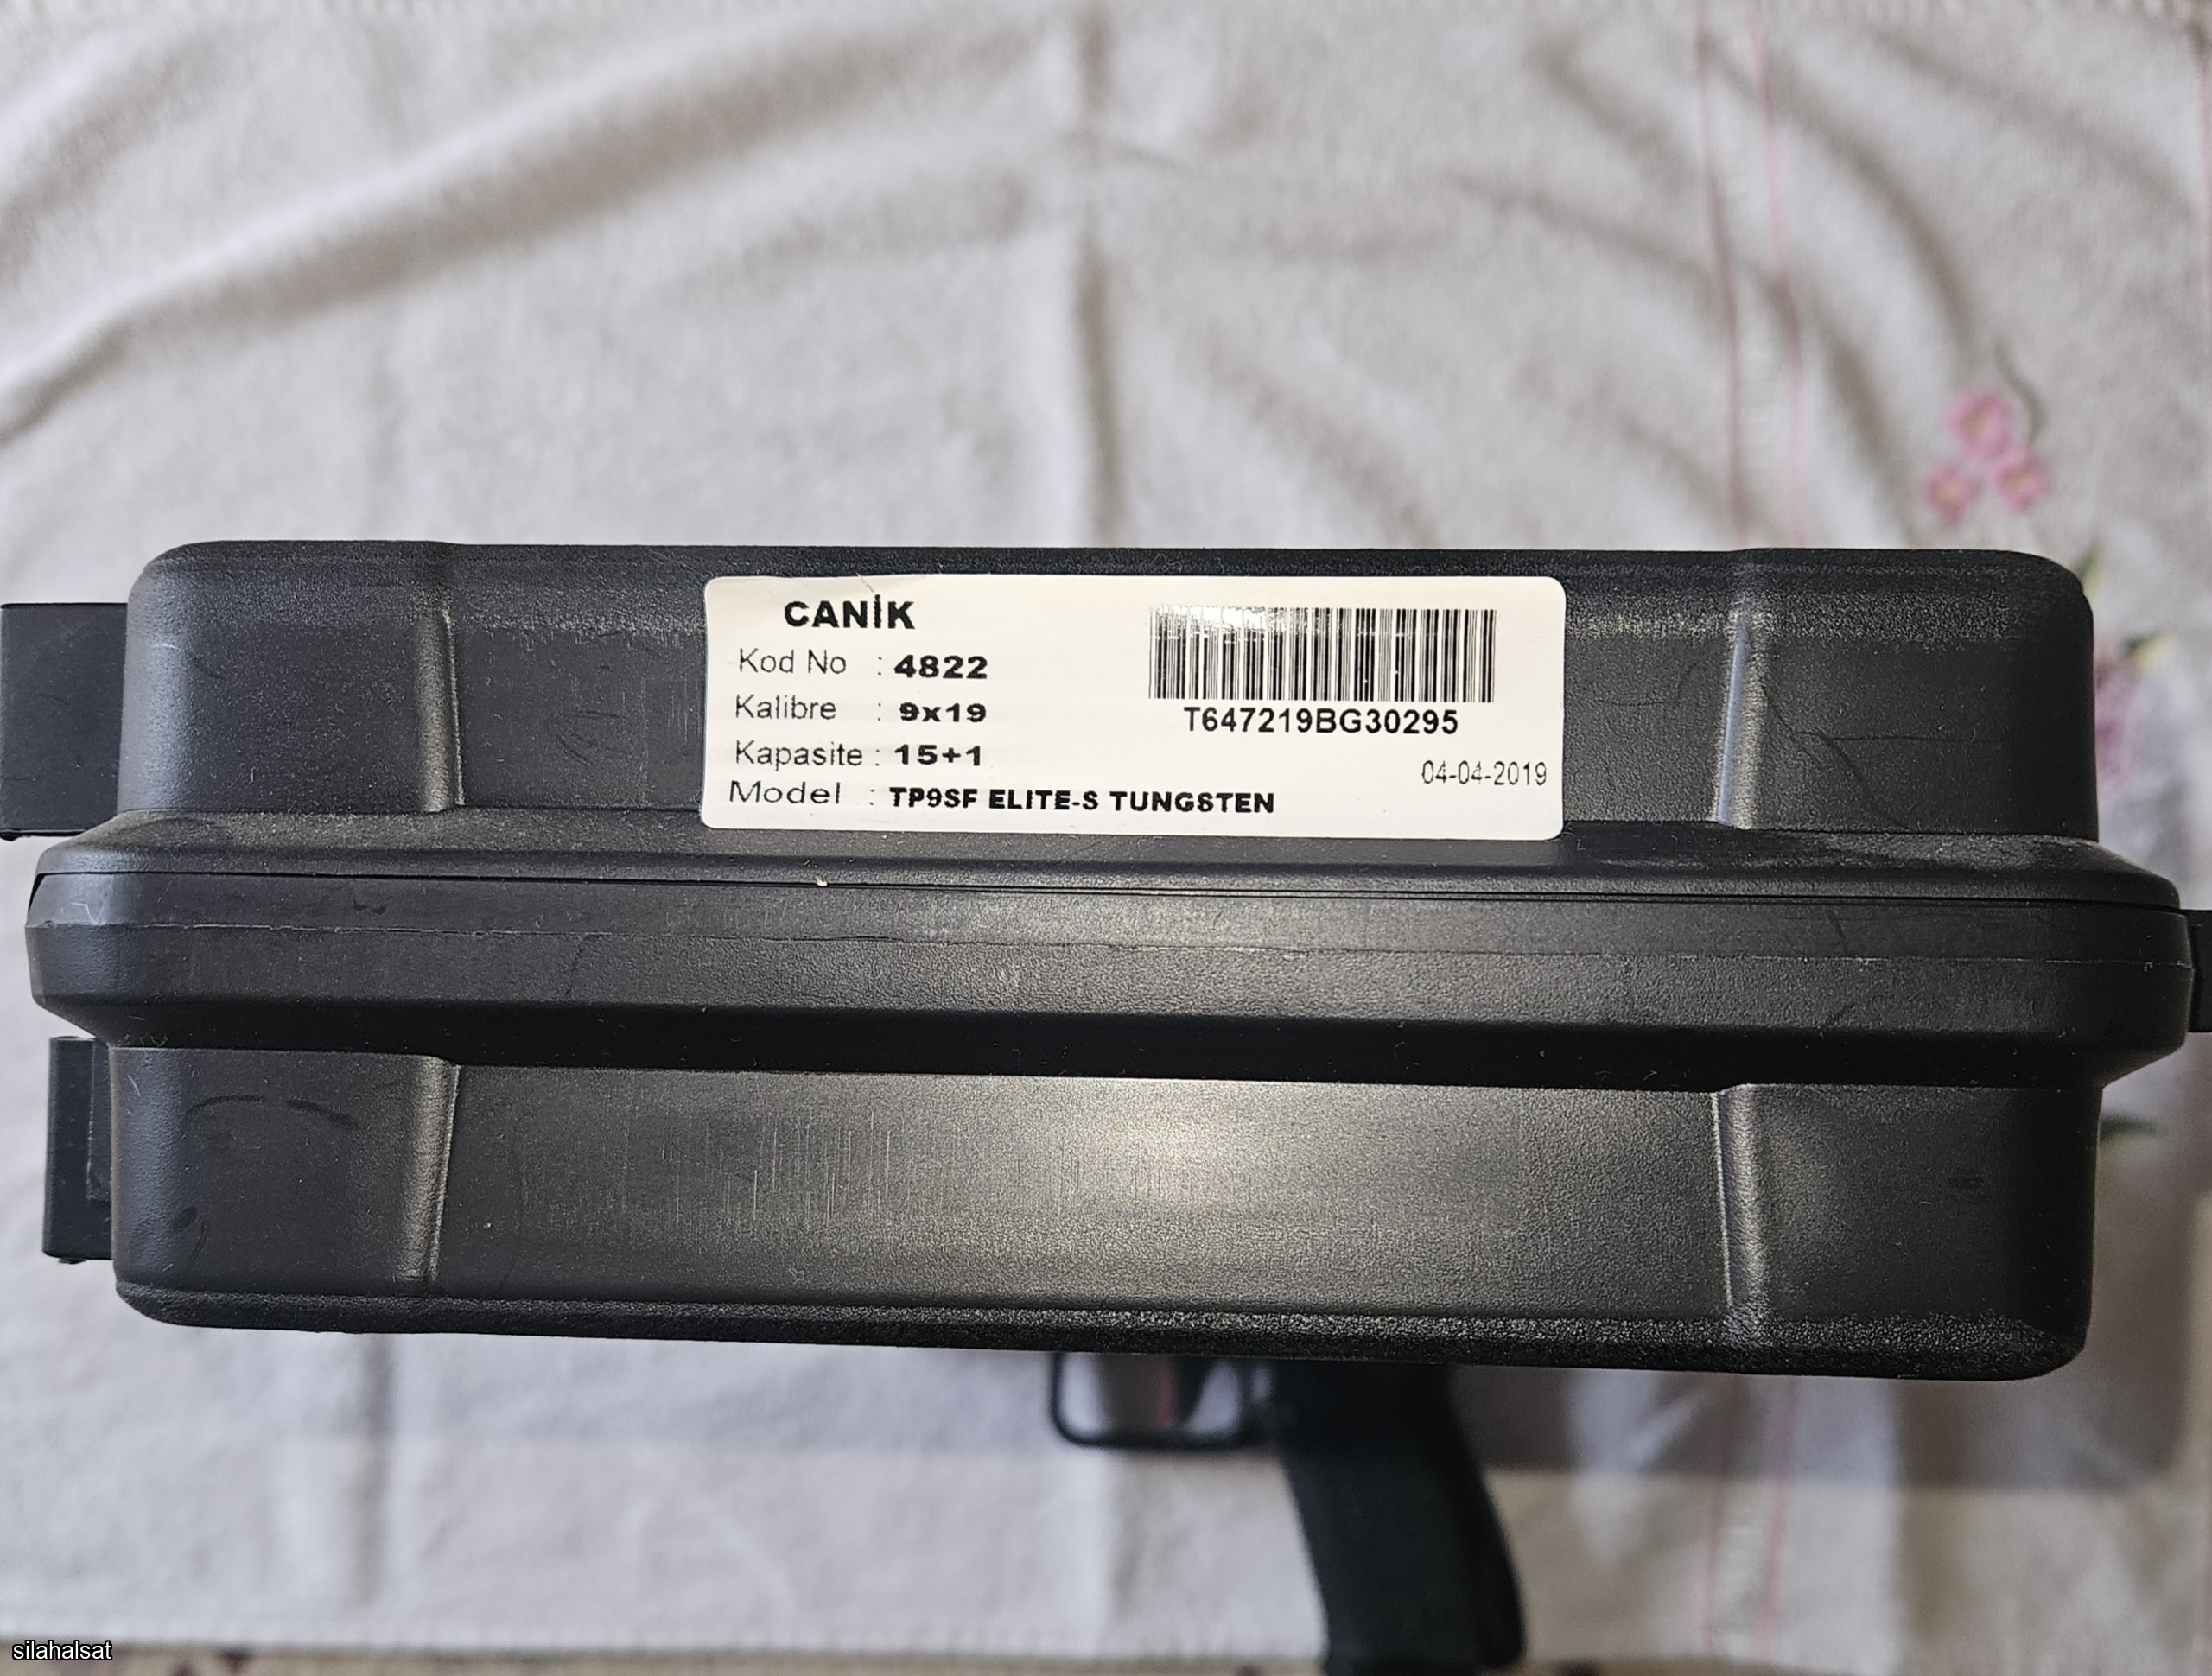 CANİK
Kod No : 4822
Kalibre : 9x19
Kapasite : 15+1
Model : TP9SF ELITE-S TUNGSTEN
T647219BG30295
04-04-2019
silahalsat